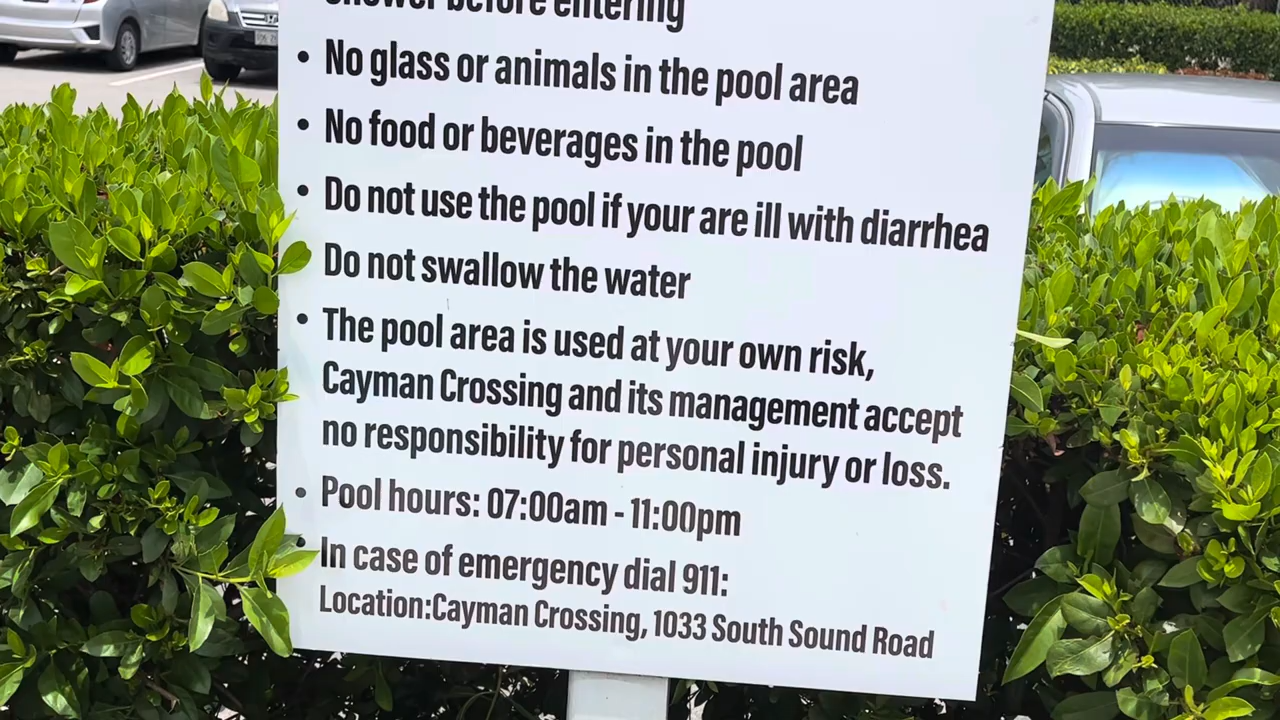 shower before entering
• No glass or animals in the pool area
• No food or beverages in the pool
• Do not use the pool if your are ill with diarrhea
Do not swallow the water
• The pool area is used at your own risk,
Cayman Crossing and its management accept
no responsibility for personal injury or loss.
• Pool hours: 07:00am - 11:00pm
• In case of emergency dial 911:
Location:Cayman Crossing, 1033 South Sound Road